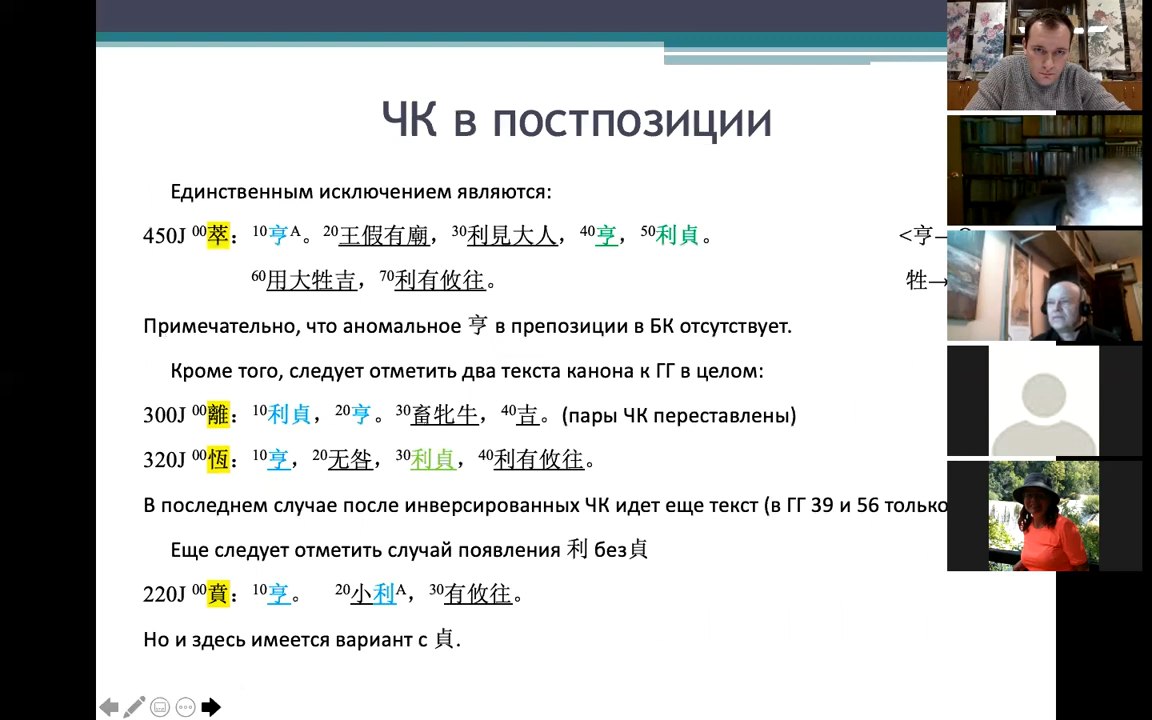 ЧК в постпозиции
Единственным исключением являются:
450J ⁰⁰萃：¹⁰亨ᴬ。²⁰王假有廟，³⁰利見大人，⁴⁰亨，⁵⁰利貞。 <亨
⁶⁰用大牲吉，⁷⁰利有攸往。 牲→
Примечательно, что аномальное 亨 в препозиции в БК отсутствует.
Кроме того, следует отметить два текста канона к ГГ в целом:
300J ⁰⁰離：¹⁰利貞，²⁰亨。³⁰畜牝牛，⁴⁰吉。(пары ЧК переставлены)
320J ⁰⁰恆：¹⁰亨，²⁰无咎，³⁰利貞，⁴⁰利有攸往。
В последнем случае после инверсированных ЧК идет еще текст (в ГГ 39 и 56 только
Еще следует отметить случай появления 利 без貞
220J ⁰⁰賁：¹⁰亨。 ²⁰小利ᴬ，³⁰有攸往。
Но и здесь имеется вариант с 貞.